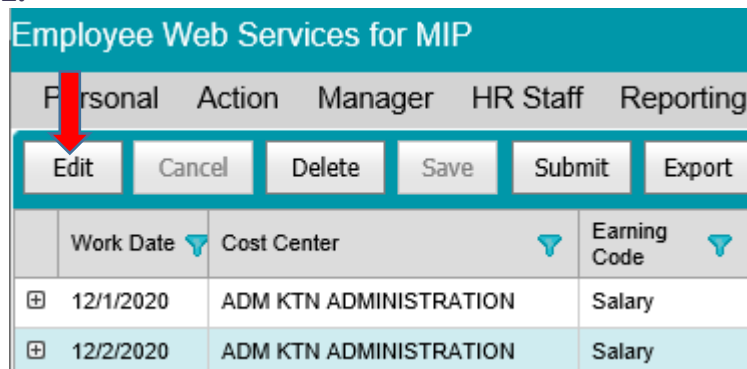 Employee Web Services for MIP
Personal Action Manager HR Staff Reporting
Edit Cancel Delete Save Submit Export
Work Date Cost Center Earning Code
12/1/2020 ADM KTN ADMINISTRATION Salary
12/2/2020 ADM KTN ADMINISTRATION Salary